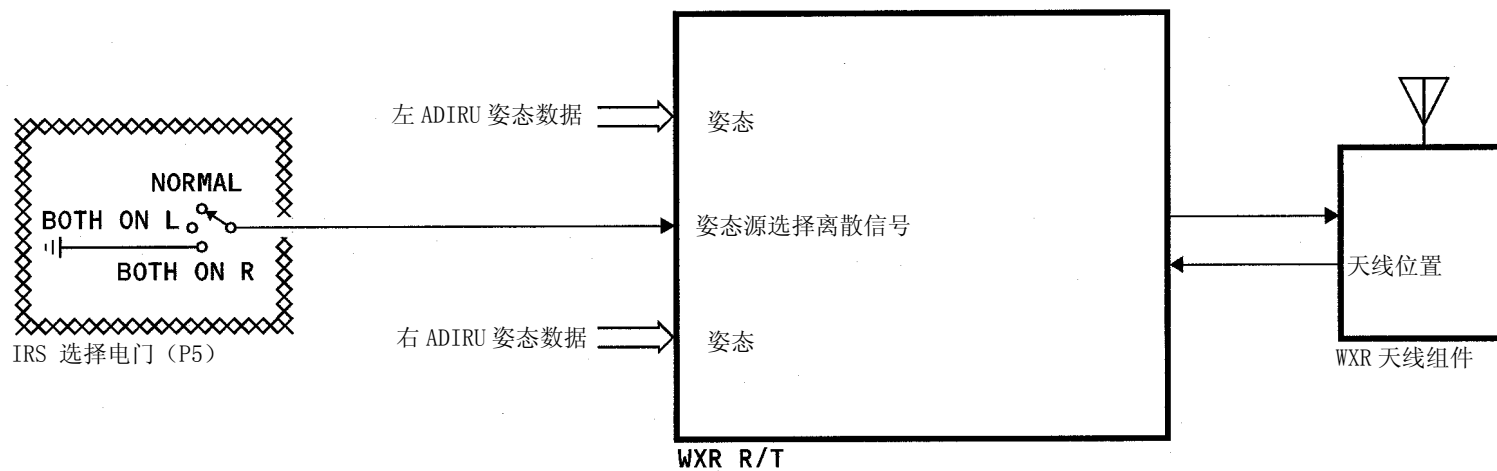 左 ADIRU 姿态数据
姿态
NORMAL
BOTH ON L
BOTH ON R
姿态源选择离散信号
天线位置
右 ADIRU 姿态数据
姿态
IRS 选择电门（P5）
WXR 天线组件
WXR R/T